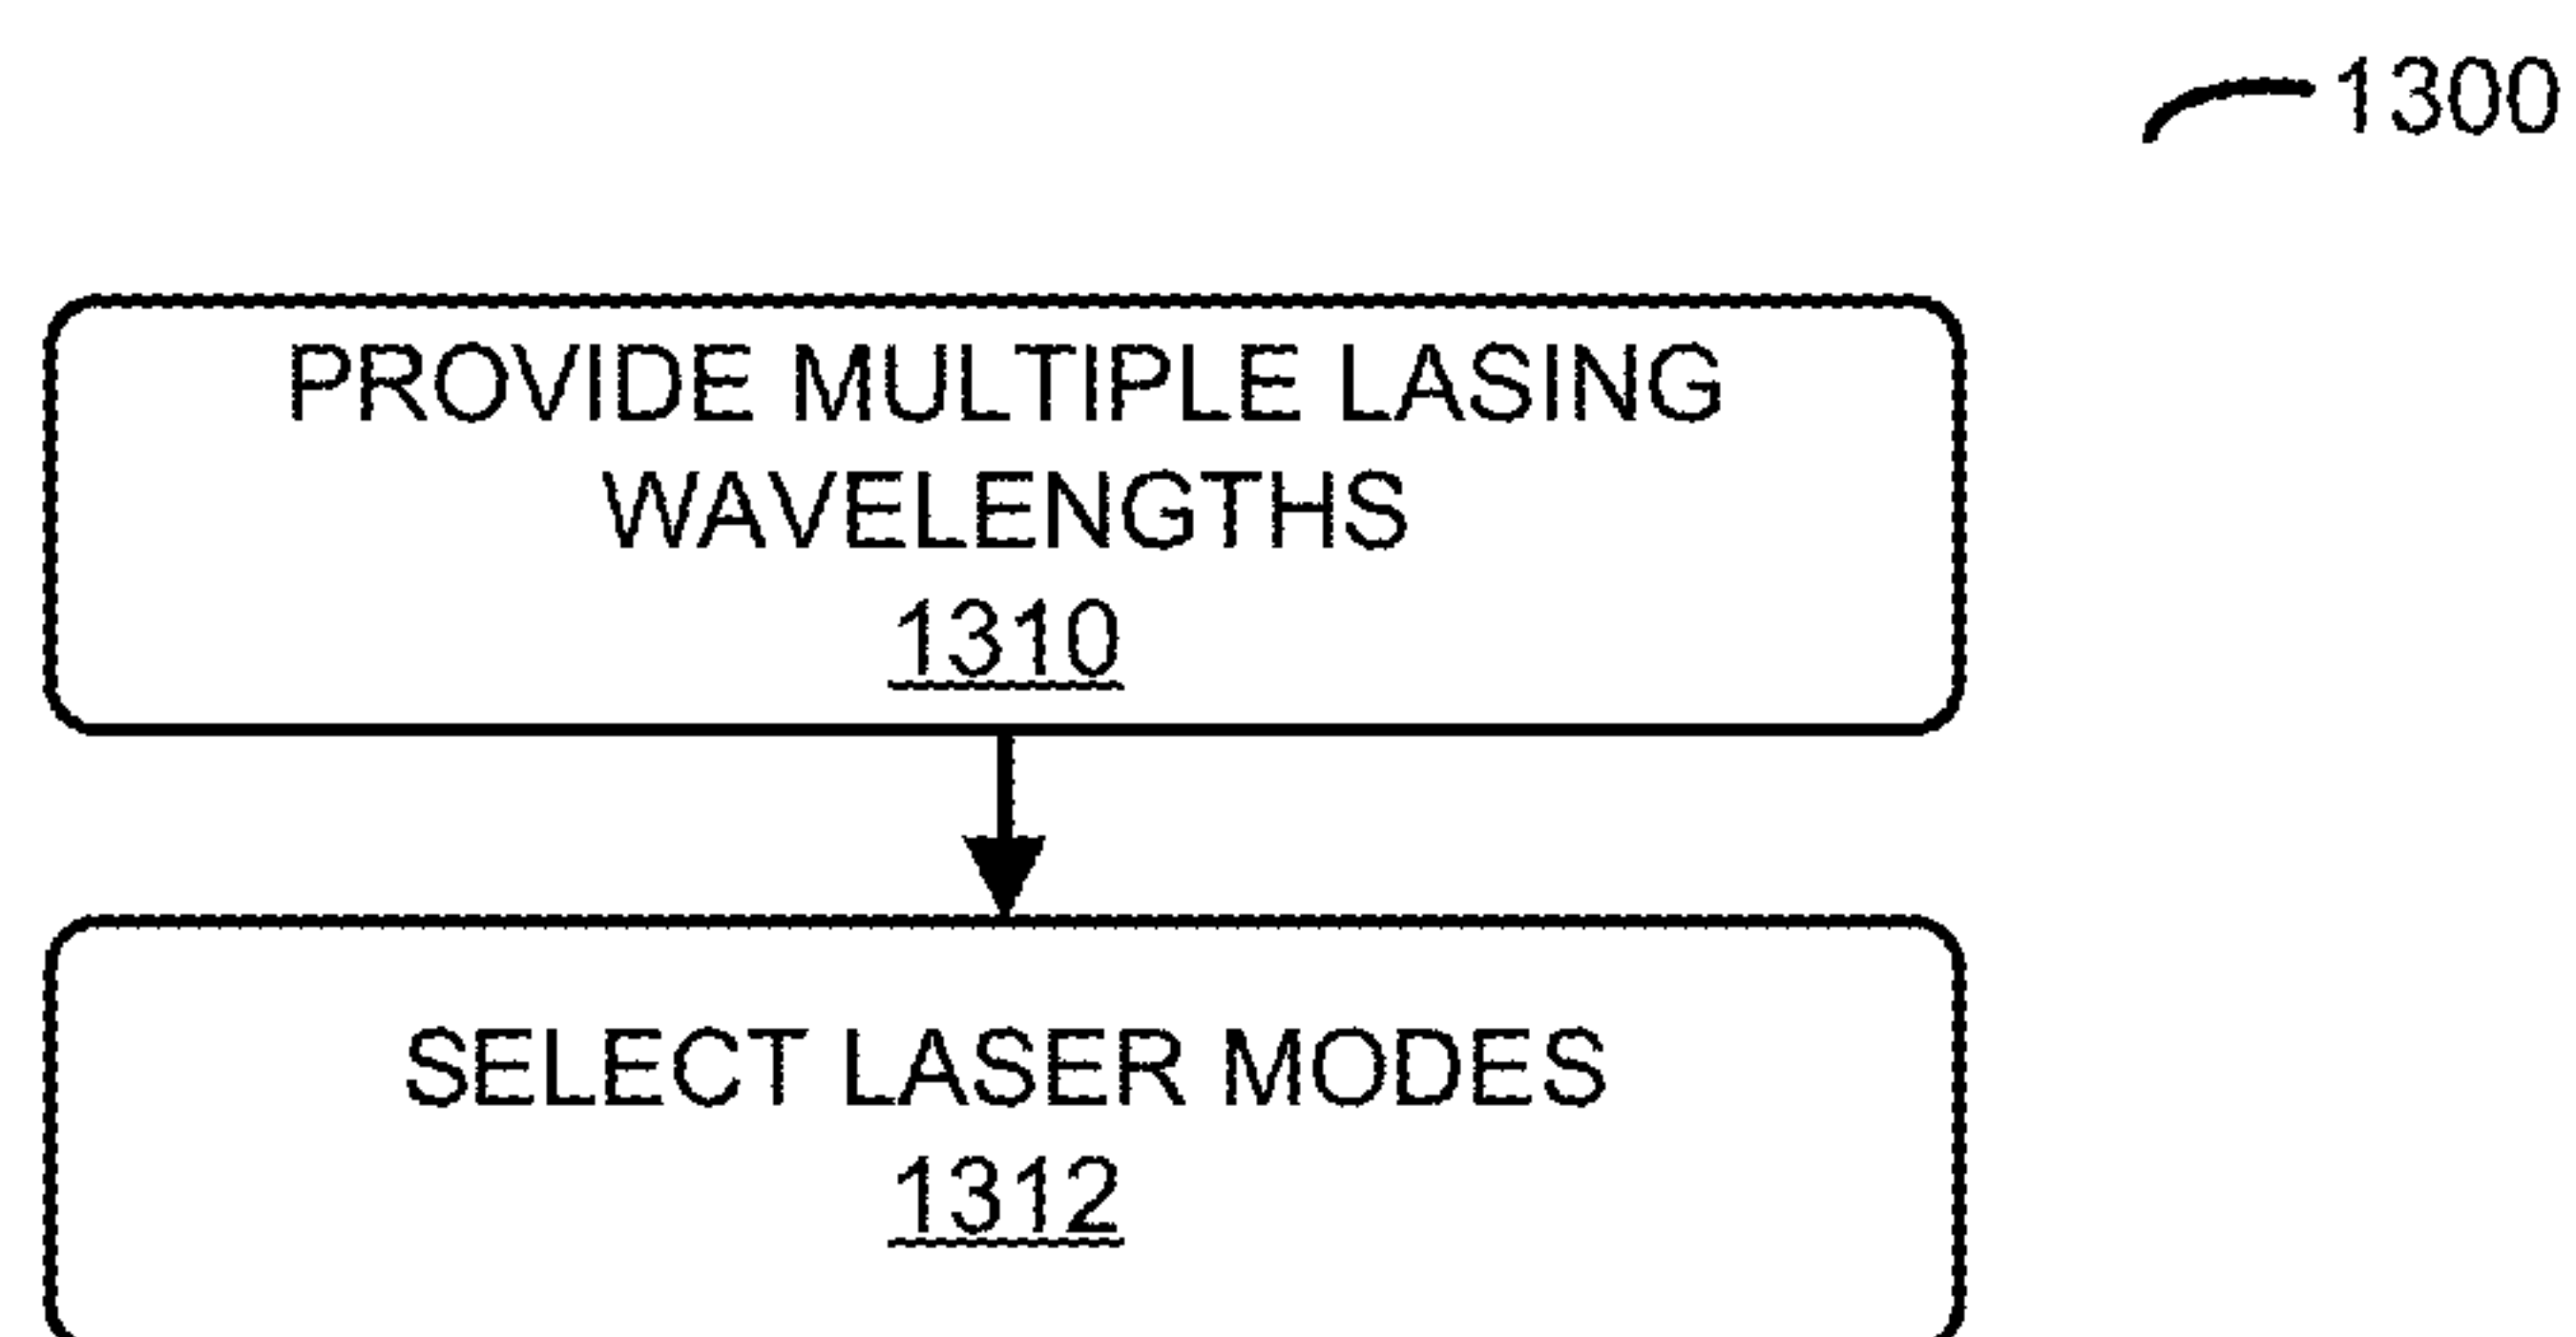 1300
PROVIDE MULTIPLE LASING
WAVELENGTHS
1310
SELECT LASER MODES
1312